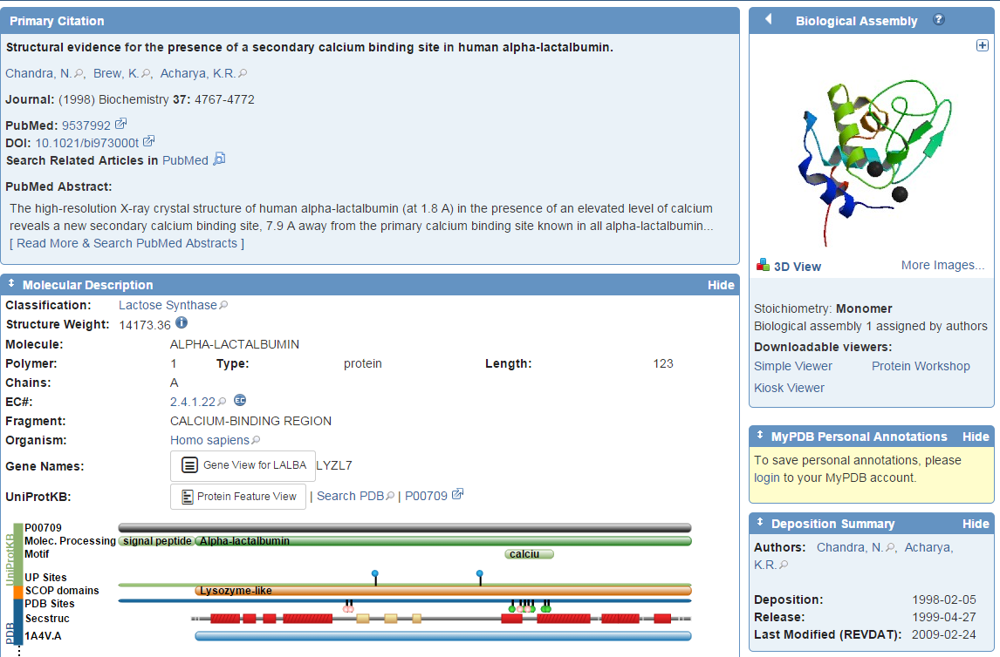 Primary Citation
Structural evidence for the presence of a secondary calcium binding site in human alpha-lactalbumin.
Chandra, N. , Brew, K. , Acharya, K.R.
Journal: (1998) Biochemistry 37: 4767-4772
PubMed: 9537992
DOI: 10.1021/bi973000t
Search Related Articles in PubMed
PubMed Abstract:
The high-resolution X-ray crystal structure of human alpha-lactalbumin (at 1.8 A) in the presence of an elevated level of calcium
reveals a new secondary calcium binding site, 7.9 A away from the primary calcium binding site known in all alpha-lactalbumin...
[ Read More & Search PubMed Abstracts ]
Molecular Description Hide
Classification: Lactose Synthase
Structure Weight: 14173.36
Molecule: ALPHA-LACTALBUMIN
Polymer: 1 Type: protein Length: 123
Chains: A
EC#: 2.4.1.22 EC
Fragment: CALCIUM-BINDING REGION
Organism: Homo sapiens
Gene Names: Gene View for LALBA LYZL7
UniProtKB: Protein Feature View | Search PDB | P00709
UniProtKB
P00709
Molec. Processing signal peptide Alpha-lactalbumin
Motif calciu
UP Sites
SCOP domains Lysozyme-like
PDB
PDB Sites
Secstruc
1A4V.A
Biological Assembly ?
3D View More Images...
Stoichiometry: Monomer
Biological assembly 1 assigned by authors
Downloadable viewers:
Simple Viewer Protein Workshop
Kiosk Viewer
MyPDB Personal Annotations Hide
To save personal annotations, please
login to your MyPDB account.
Deposition Summary Hide
Authors: Chandra, N. , Acharya,
K.R.
Deposition: 1998-02-05
Release: 1999-04-27
Last Modified (REVDAT): 2009-02-24